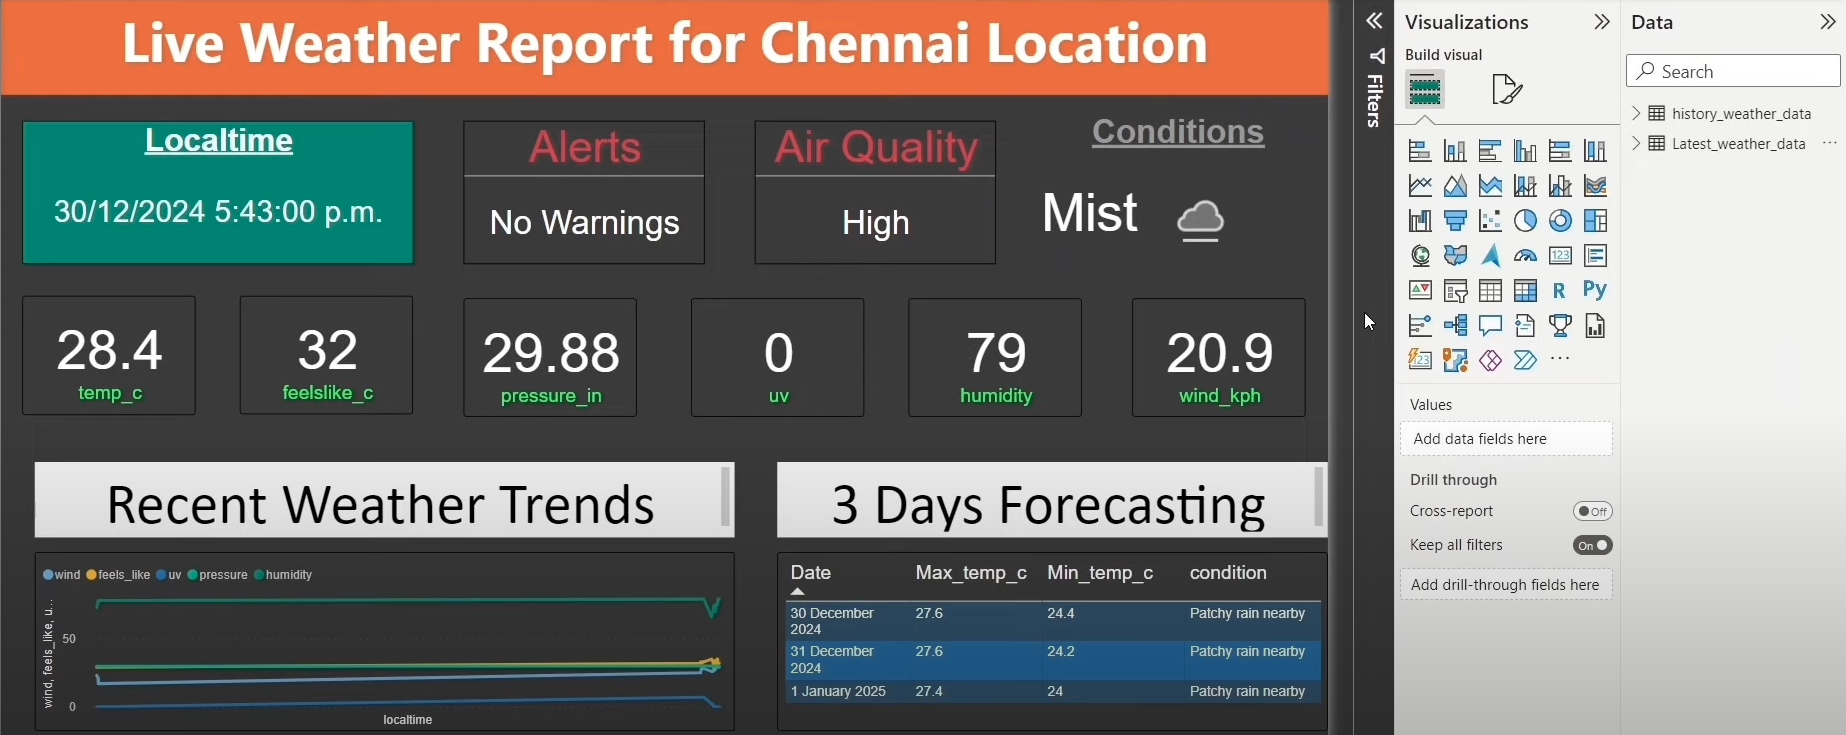 Live Weather Report for Chennai Location
Localtime
30/12/2024 5:43:00 p.m.
Alerts
No Warnings
Air Quality
High
Conditions
Mist
28.4
temp_c
32
feelslike_c
29.88
pressure_in
0
uv
79
humidity
20.9
wind_kph
Recent Weather Trends
wind feels_like uv pressure humidity
wind, feels_like, u...
50
0
localtime
3 Days Forecasting
Date Max_temp_c Min_temp_c condition
30 December 2024 27.6 24.4 Patchy rain nearby
31 December 2024 27.6 24.2 Patchy rain nearby
1 January 2025 27.4 24 Patchy rain nearby
Filters
Visualizations
Build visual
123
R Py
123
...
Values
Add data fields here
Drill through
Cross-report Off
Keep all filters On
Add drill-through fields here
Data
Search
history_weather_data
Latest_weather_data ...